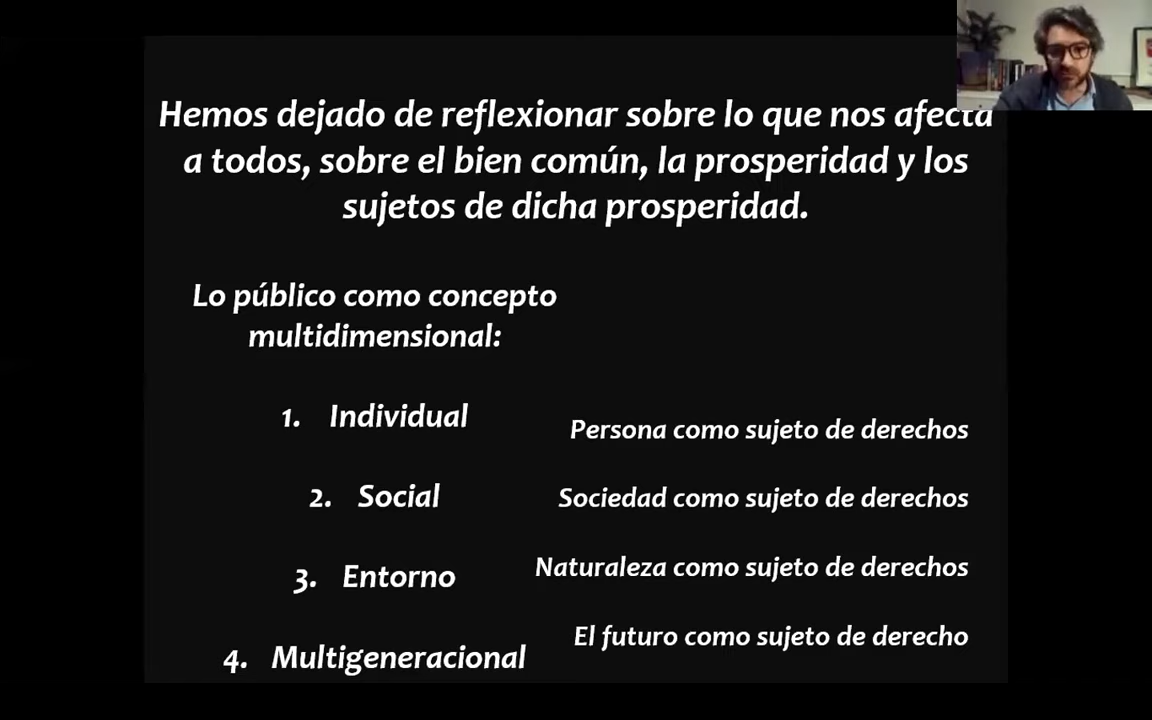 Hemos dejado de reflexionar sobre lo que nos afecta
a todos, sobre el bien común, la prosperidad y los
sujetos de dicha prosperidad.
Lo público como concepto
multidimensional:
1. Individual
Persona como sujeto de derechos
2. Social
Sociedad como sujeto de derechos
3. Entorno
Naturaleza como sujeto de derechos
4. Multigeneracional
El futuro como sujeto de derecho